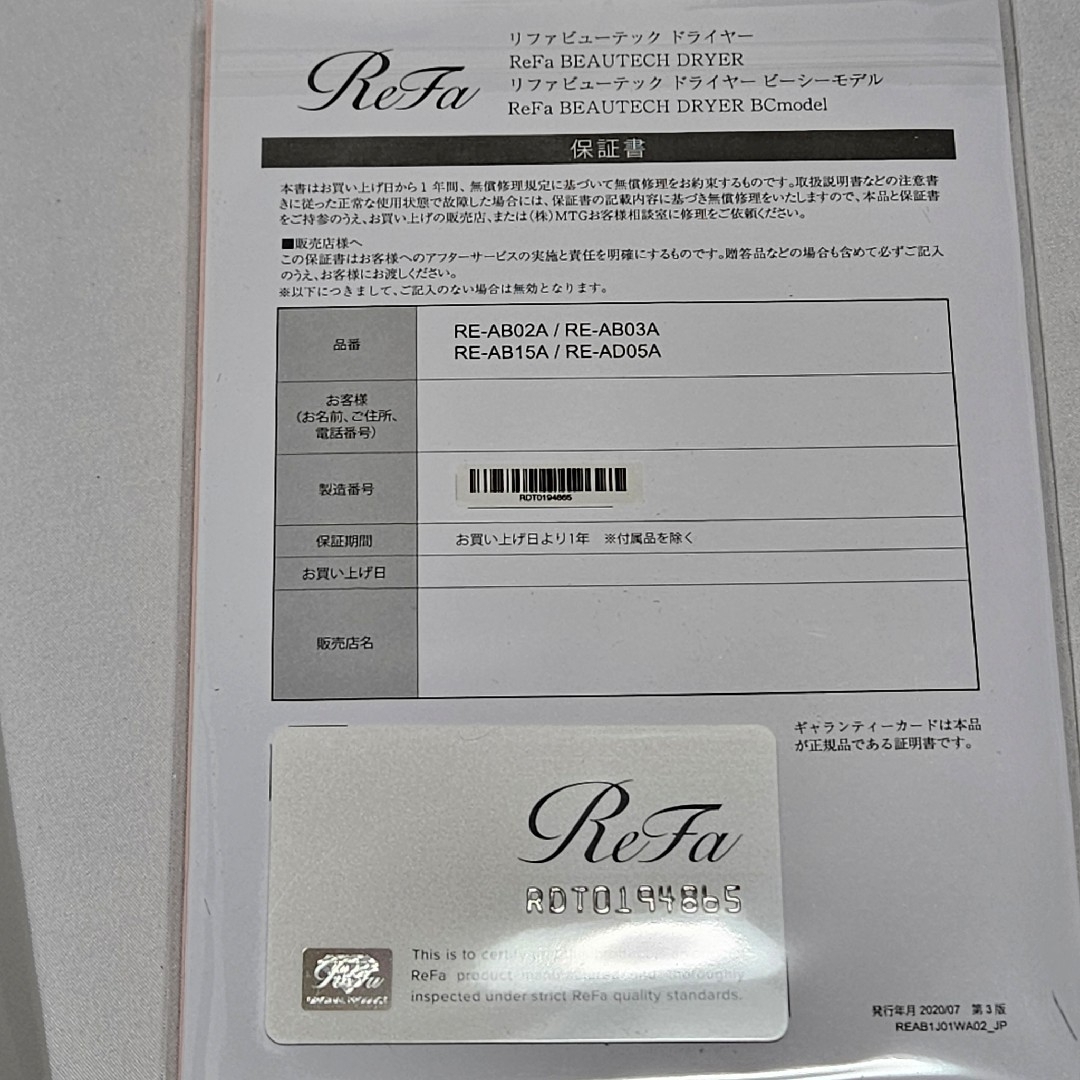 ReFa
リファビューテック ドライヤー
ReFa BEAUTECH DRYER
リファビューテック ドライヤー ビーシーモデル
ReFa BEAUTECH DRYER BCmodel
保証書
本書はお買い上げ日から1年間、無償修理規定に基づいて無償修理をお約束するものです。取扱説明書などの注意書
きに従った正常な使用状態で故障した場合には、保証書の記載内容に基づき無償修理をいたしますので、本品と保証書
をご持参のうえ、お買い上げの販売店、または(株)MTGお客様相談室に修理をご依頼ください。
■販売店様へ
この保証書はお客様へのアフターサービスの実施と責任を明確にするものです。贈答品などの場合も含めて必ずご記入
のうえ、お客様にお渡しください。
※以下につきまして、ご記入のない場合は無効となります。
品番
RE-AB02A / RE-AB03A
RE-AB15A / RE-AD05A
お客様
(お名前、ご住所、
電話番号)
製造番号
RDT0194865
保証期間
お買い上げ日より1年 ※付属品を除く
お買い上げ日
販売店名
ギャランティーカードは本品
が正規品である証明書です。
ReFa
RDT0194865
ReFa
This is to certify
ReFa product manufactured and thoroughly
inspected under strict ReFa quality standards.
発行年月 2020/07 第3版
REAB1J01WA02_JP